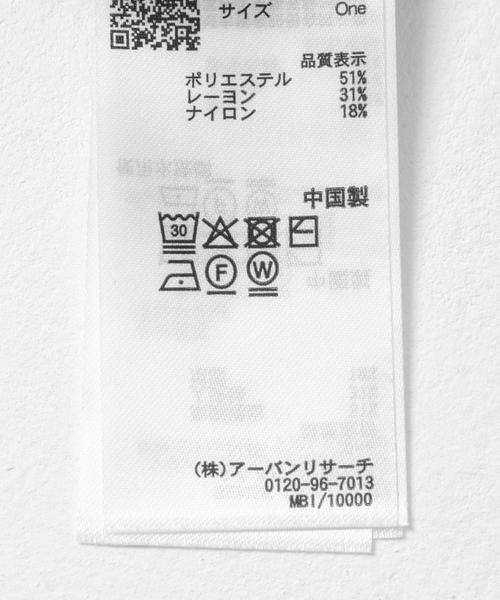 サイズ One
品質表示
ポリエステル 51%
レーヨン 31%
ナイロン 18%
中国製
30
F W
(株)アーバンリサーチ
0120-96-7013
MBI/10000